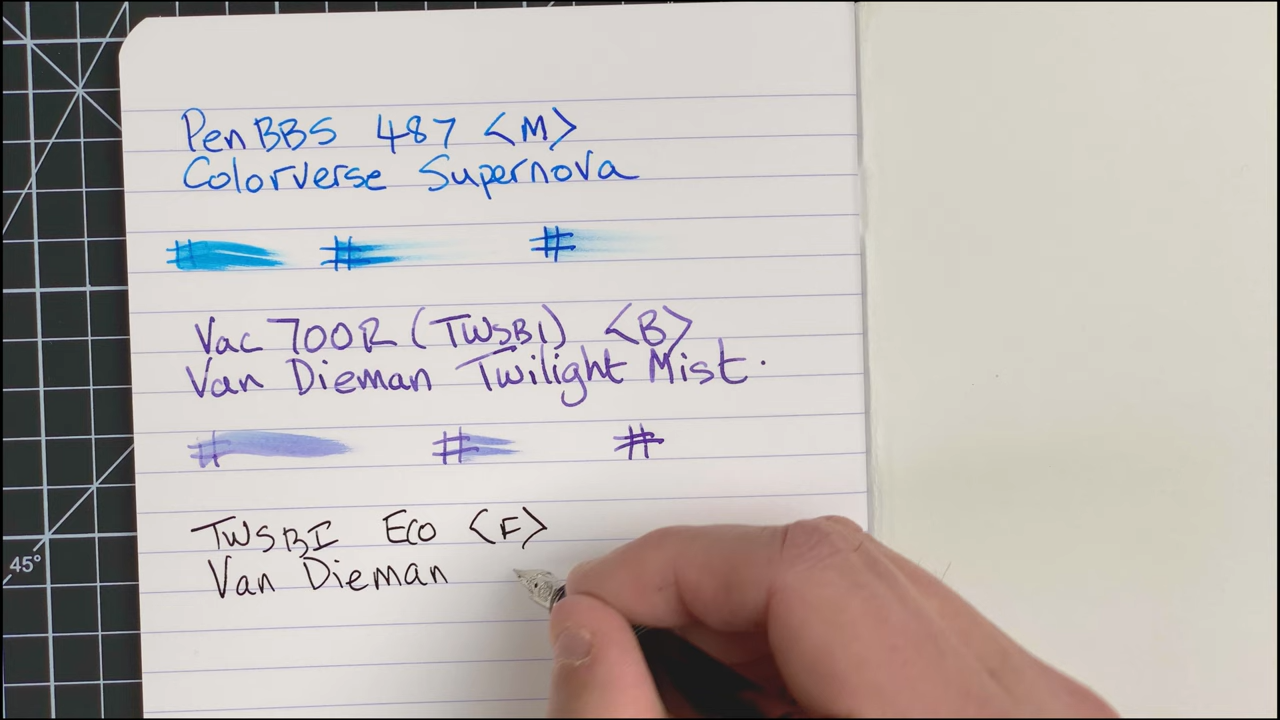 PenBBS 487 <M>
Colorverse Supernova
# # #
Vac 700R (TWSBI) <B>
Van Dieman Twilight Mist.
# # #
TWSBI Eco <F>
Van Dieman
45°